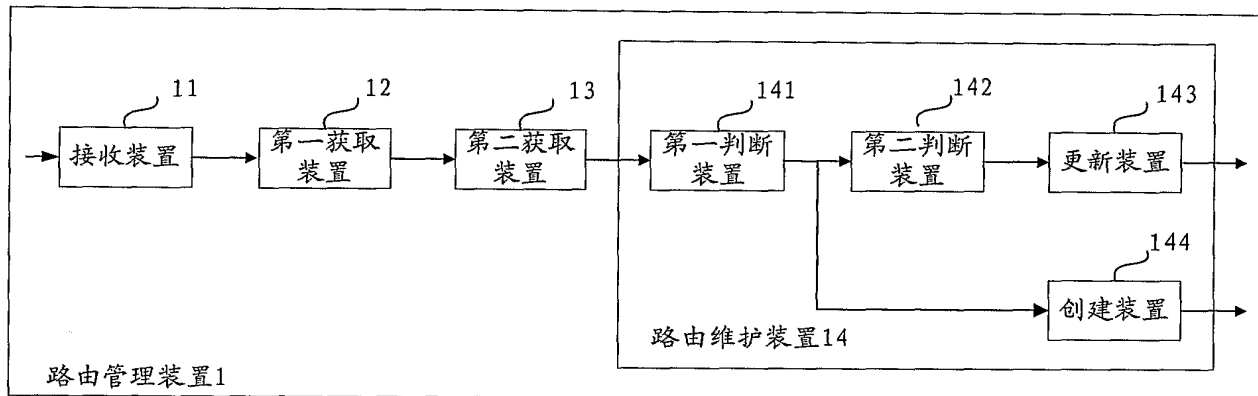 11
12
13
141
142
143
接收装置
第一获取
装置
第二获取
装置
第一判断
装置
第二判断
装置
更新装置
144
创建装置
路由维护装置14
路由管理装置1